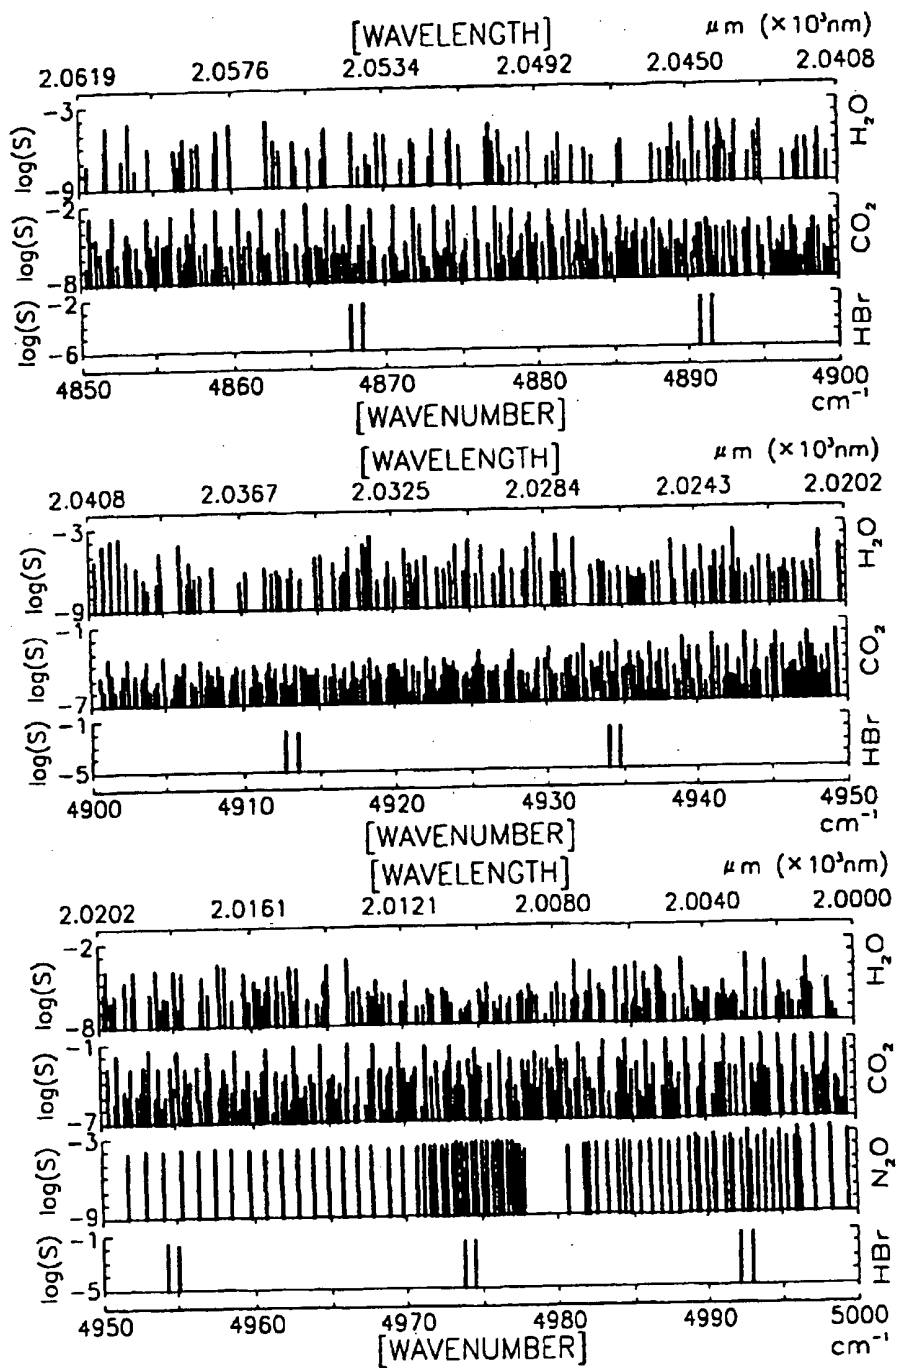 [WAVELENGTH] μm (×10³nm)
2.0619 2.0576 2.0534 2.0492 2.0450 2.0408
log(S) -3 -9 H₂O
log(S) -2 -8 CO₂
log(S) -2 -6 HBr
4850 4860 4870 4880 4890 4900
[WAVENUMBER] cm⁻¹
[WAVELENGTH] μm (×10³nm)
2.0408 2.0367 2.0325 2.0284 2.0243 2.0202
log(S) -3 -9 H₂O
log(S) -1 -7 CO₂
log(S) -1 -5 HBr
4900 4910 4920 4930 4940 4950
[WAVENUMBER] cm⁻¹
[WAVELENGTH] μm (×10³nm)
2.0202 2.0161 2.0121 2.0080 2.0040 2.0000
log(S) -2 -8 H₂O
log(S) -1 -7 CO₂
log(S) -3 -9 N₂O
log(S) -1 -5 HBr
4950 4960 4970 4980 4990 5000
[WAVENUMBER] cm⁻¹